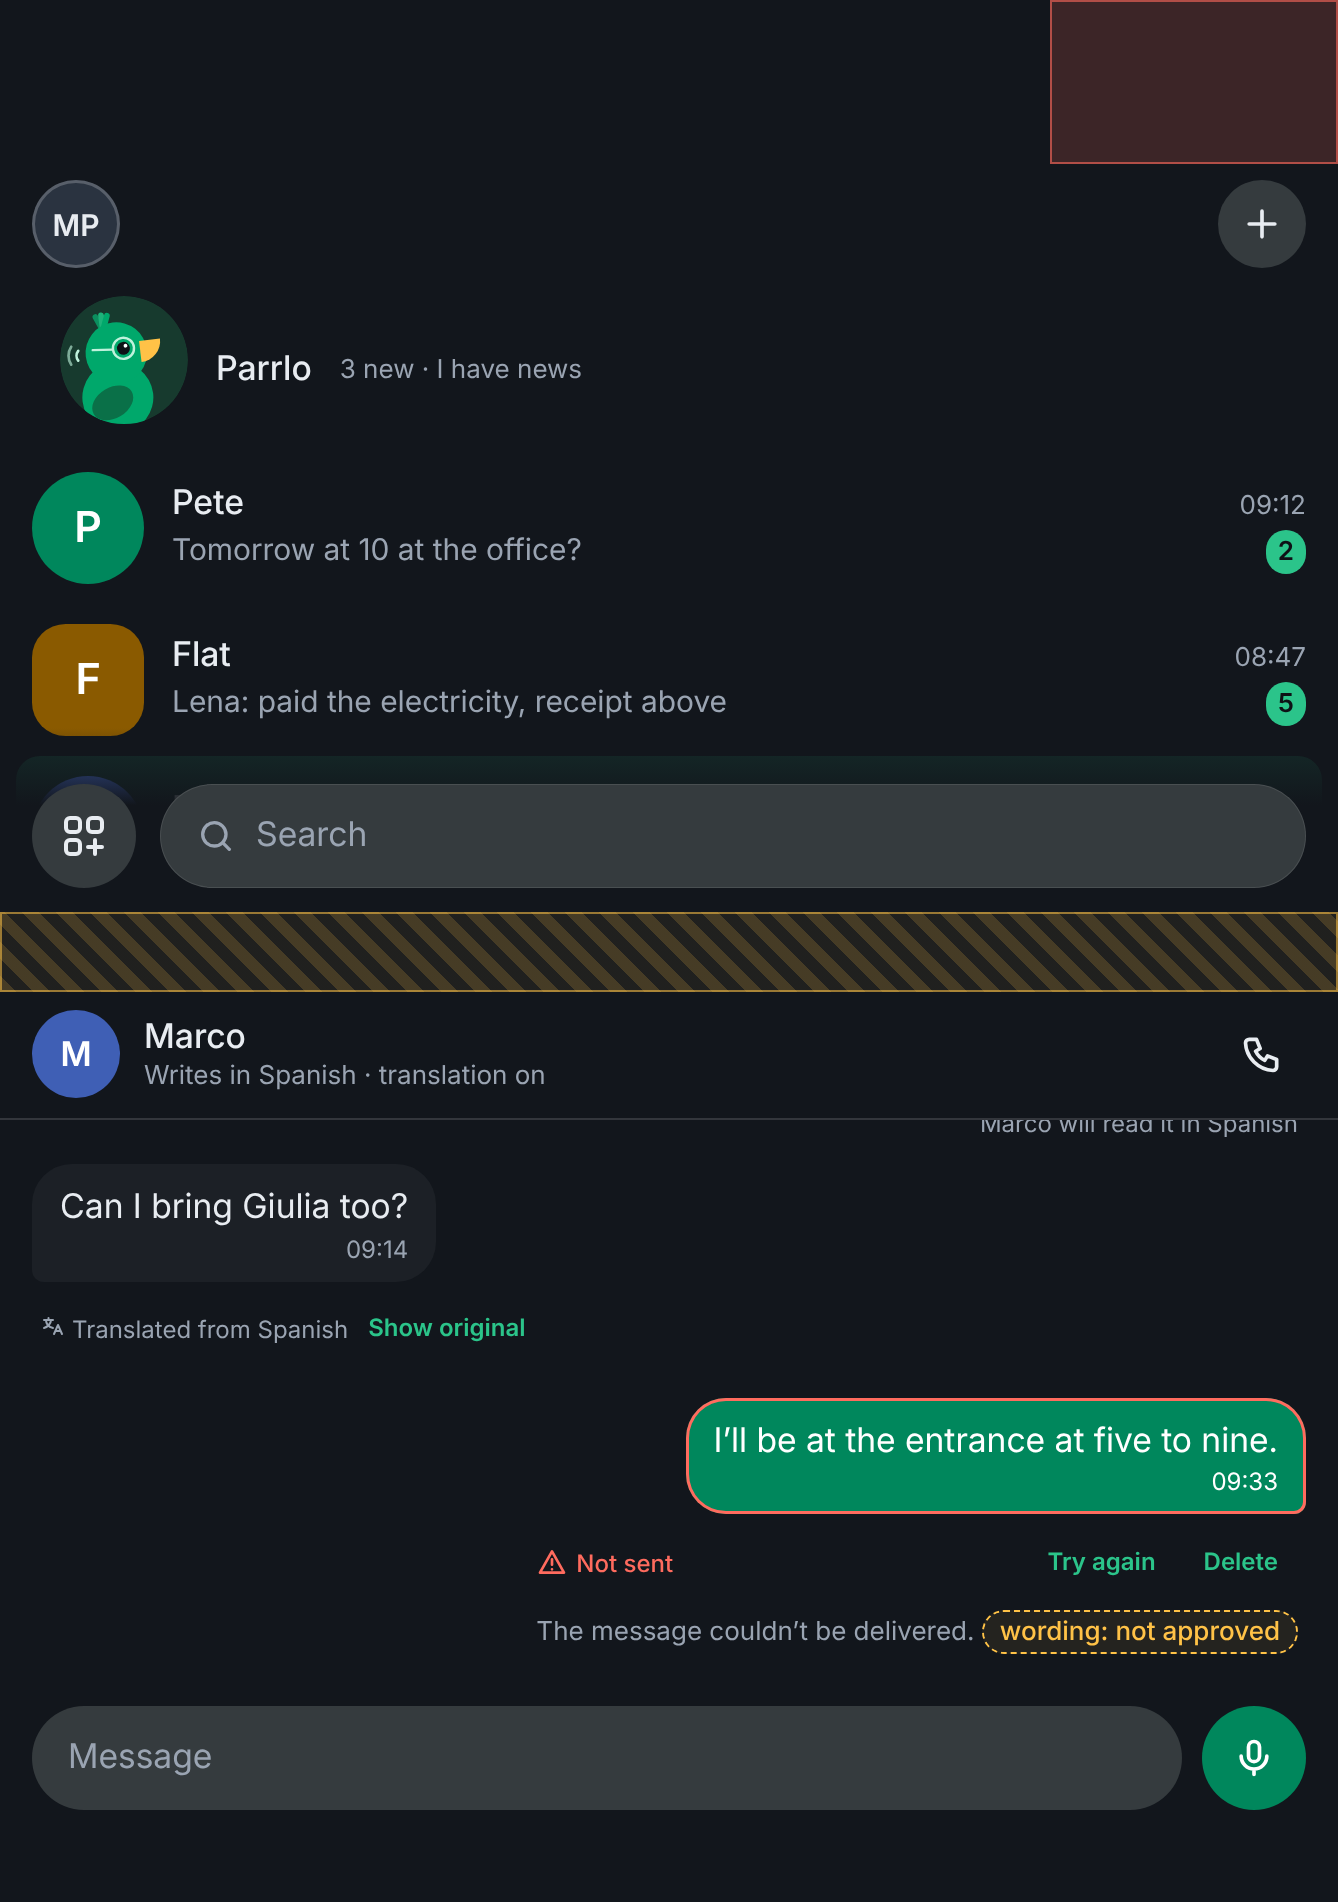 MP
Parrlo 3 new · I have news
P
Pete
09:12
Tomorrow at 10 at the office?
2
F
Flat
08:47
Lena: paid the electricity, receipt above
5
Search
M
Marco
Writes in Spanish · translation on
Marco will read it in Spanish
Can I bring Giulia too?
09:14
Translated from Spanish Show original
I’ll be at the entrance at five to nine.
09:33
Not sent Try again Delete
The message couldn’t be delivered. wording: not approved
Message